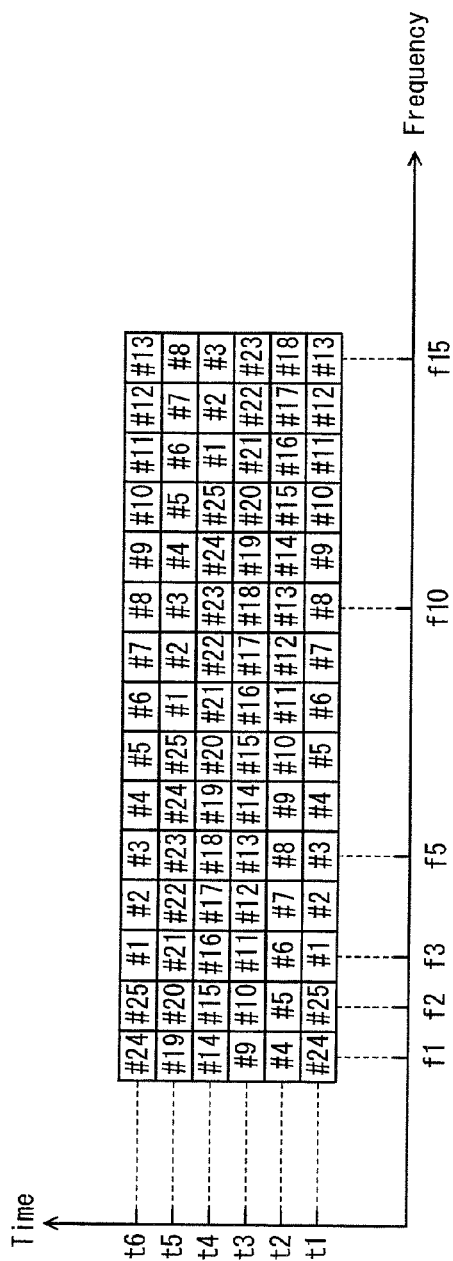 Time
t6 #24 #25 #1 #2 #3 #4 #5 #6 #7 #8 #9 #10 #11 #12 #13
t5 #19 #20 #21 #22 #23 #24 #25 #1 #2 #3 #4 #5 #6 #7 #8
t4 #14 #15 #16 #17 #18 #19 #20 #21 #22 #23 #24 #25 #1 #2 #3
t3 #9 #10 #11 #12 #13 #14 #15 #16 #17 #18 #19 #20 #21 #22 #23
t2 #4 #5 #6 #7 #8 #9 #10 #11 #12 #13 #14 #15 #16 #17 #18
t1 #24 #25 #1 #2 #3 #4 #5 #6 #7 #8 #9 #10 #11 #12 #13
f1 f2 f3 f5 f10 f15
Frequency